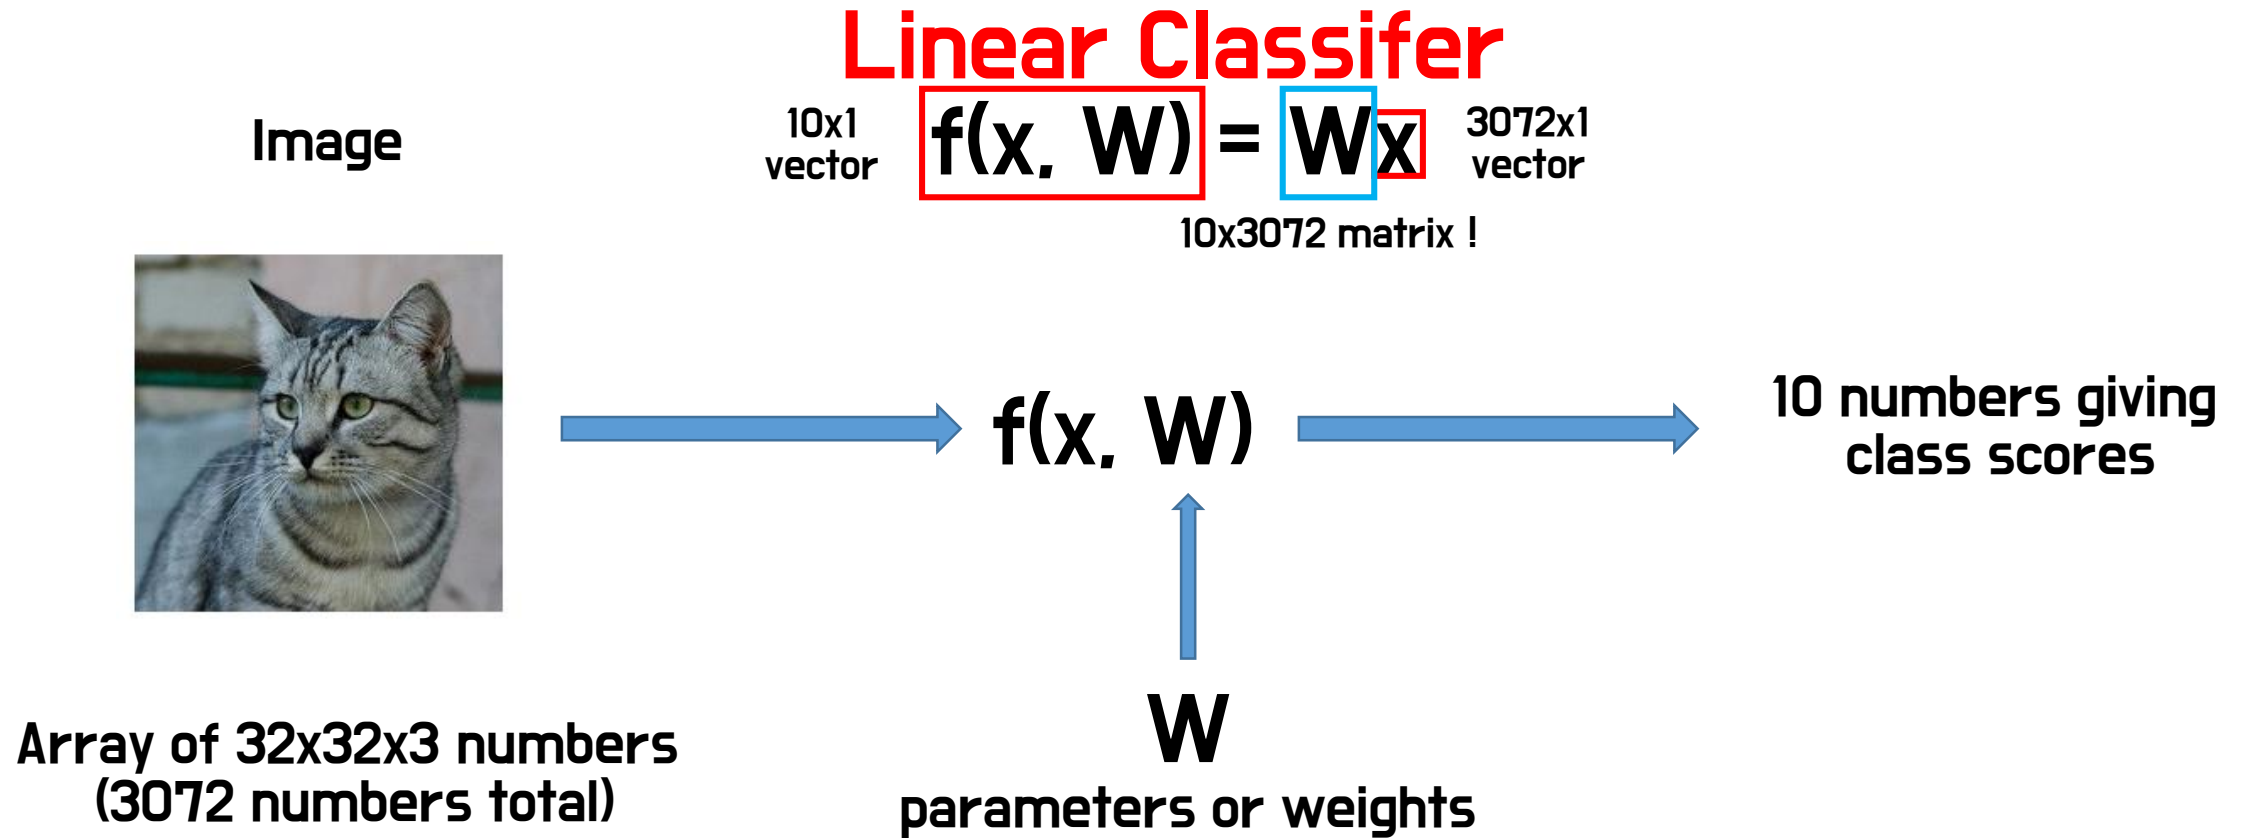 Linear Classifer
Image
10x1
vector
f(x, W) = Wx
3072x1
vector
10x3072 matrix !
f(x, W)
10 numbers giving
class scores
W
parameters or weights
Array of 32x32x3 numbers
(3072 numbers total)